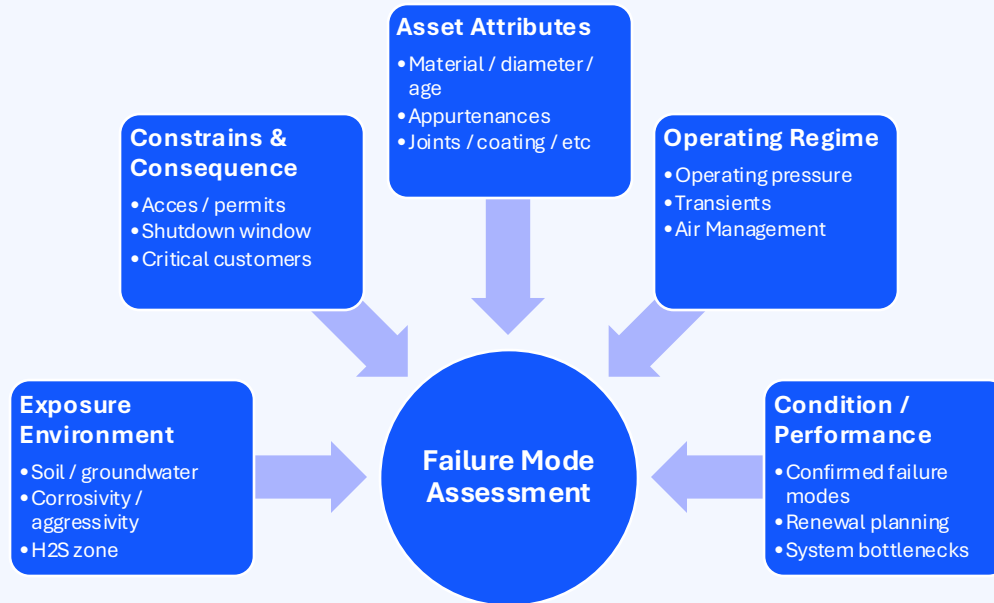 Asset Attributes
•Material / diameter /
age
•Appurtenances
•Joints / coating / etc
Constrains &
Consequence
•Acces / permits
•Shutdown window
•Critical customers
Operating Regime
•Operating pressure
•Transients
•Air Management
Exposure
Environment
•Soil / groundwater
•Corrosivity /
aggressivity
•H2S zone
Failure Mode
Assessment
Condition /
Performance
•Confirmed failure
modes
•Renewal planning
•System bottlenecks